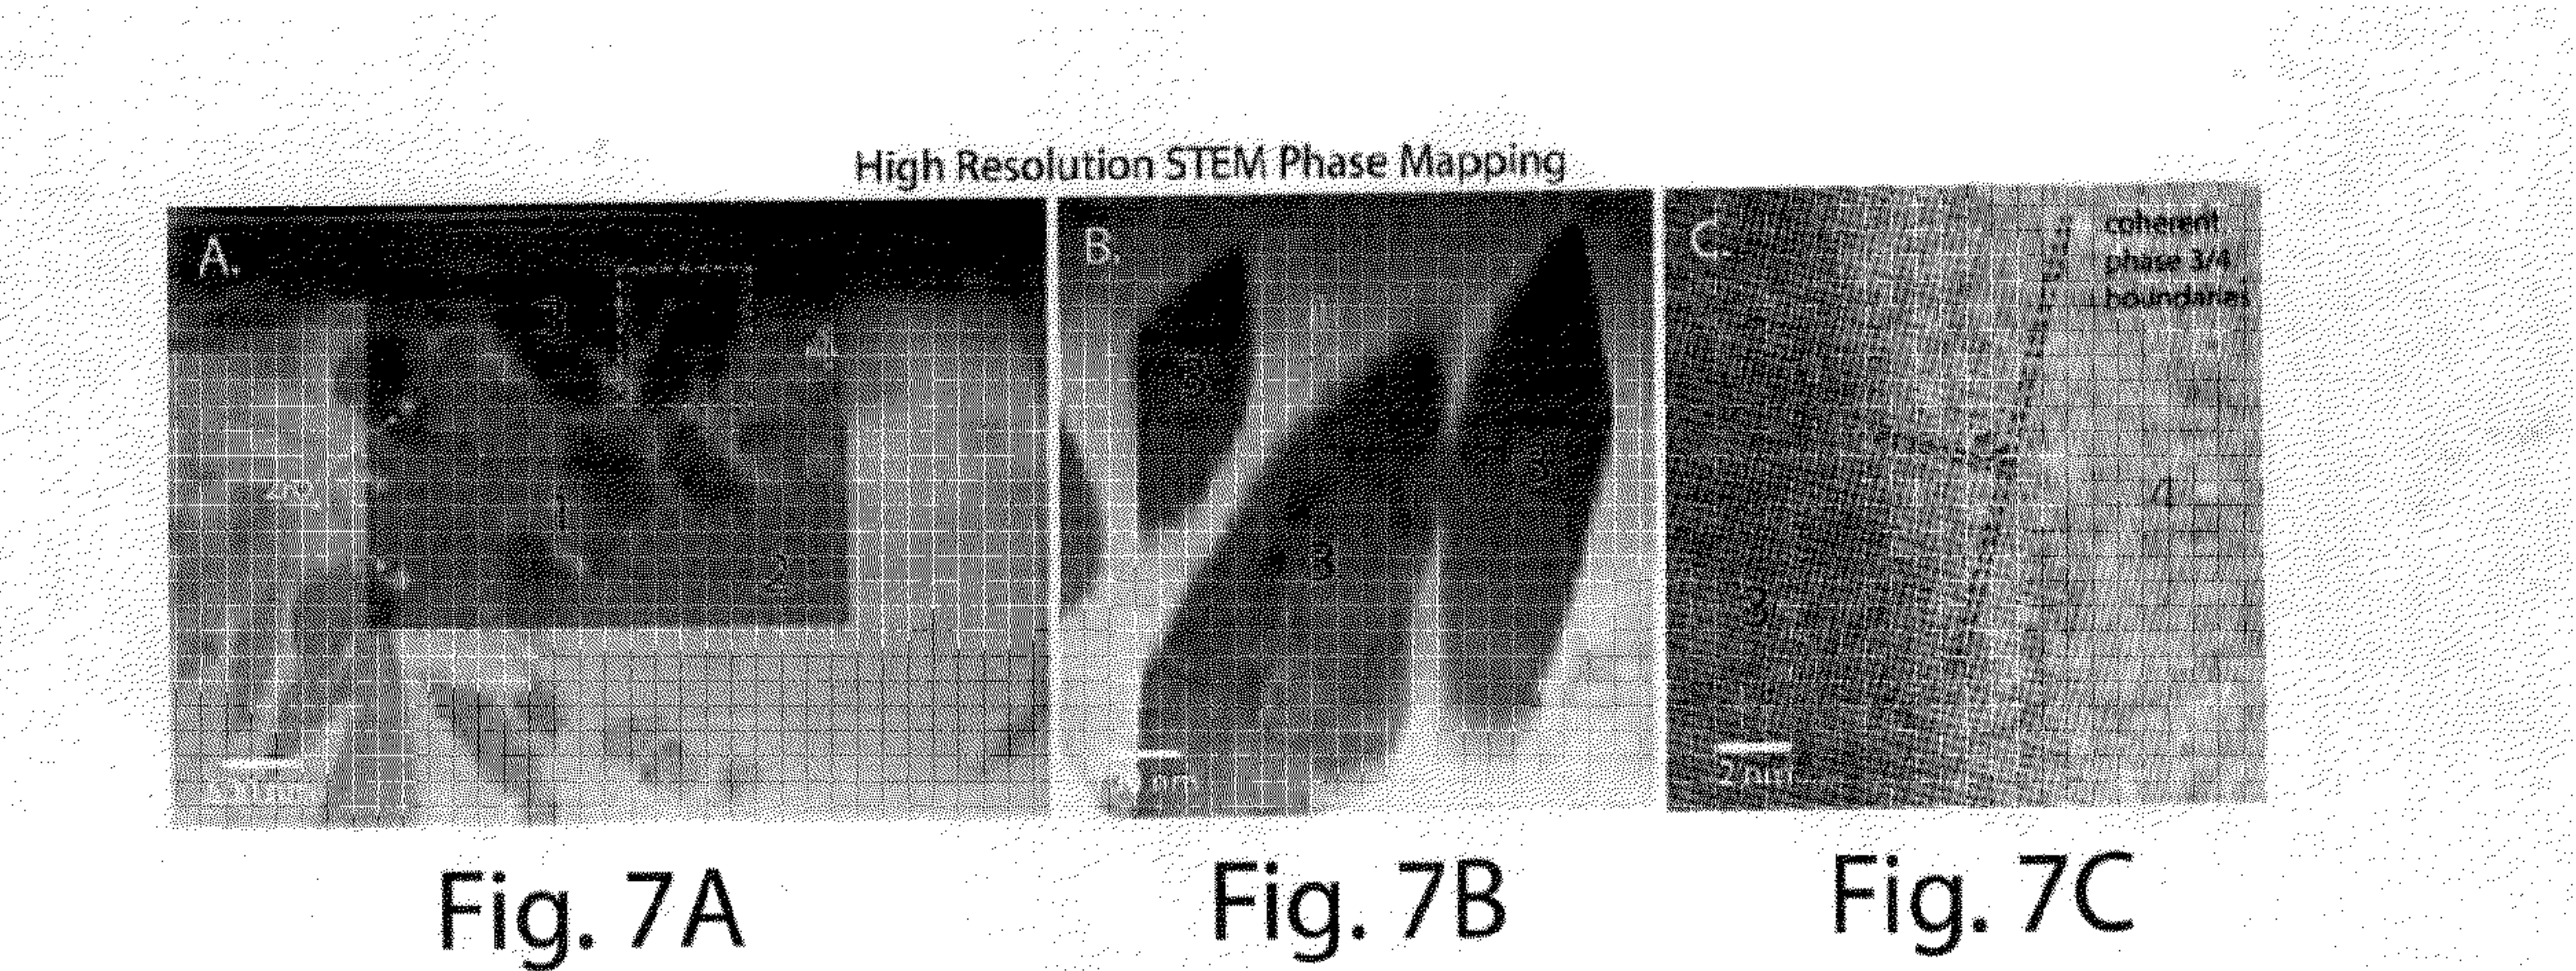 High Resolution STEM Phase Mapping
A.
3
4
2
B.
3
3
3
C.
coherent
phase 3/4
boundaries
4
3
nm
2 nm
Fig. 7A
Fig. 7B
Fig. 7C